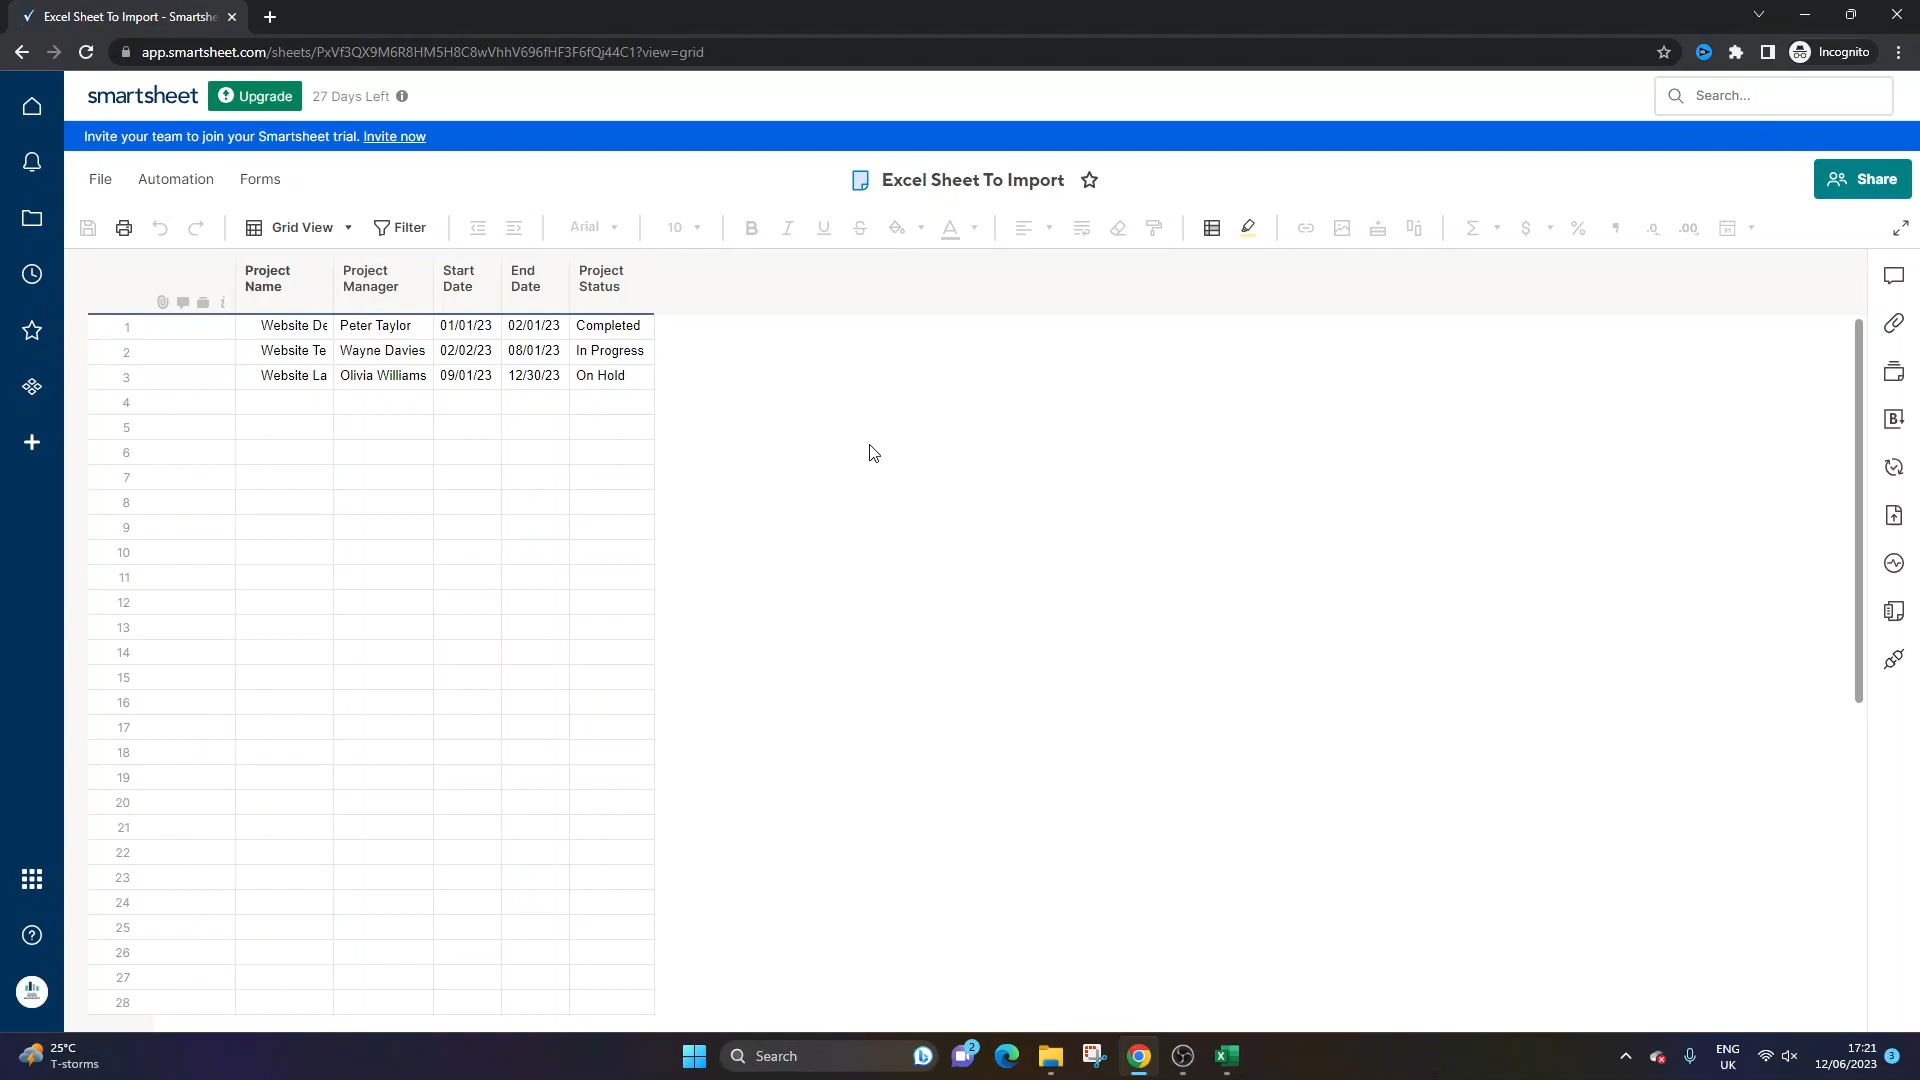 Excel Sheet To Import - Smartshe
app.smartsheet.com/sheets/PxVf3QX9M6R8HM5H8C8wVhhV696fHF3F6fQj44C1?view=grid
Incognito
smartsheet Upgrade 27 Days Left
Search...
Invite your team to join your Smartsheet trial. Invite now
File Automation Forms
Excel Sheet To Import
Share
Grid View Filter Arial 10 B I U S A Σ $ % .0 .00
Project Name Project Manager Start Date End Date Project Status
1 Website De Peter Taylor 01/01/23 02/01/23 Completed
2 Website Te Wayne Davies 02/02/23 08/01/23 In Progress
3 Website La Olivia Williams 09/01/23 12/30/23 On Hold
4
5
6
7
8
9
10
11
12
13
14
15
16
17
18
19
20
21
22
23
24
25
26
27
28
25°C
T-storms
Search
2
ENG
UK
17:21
12/06/2023
3